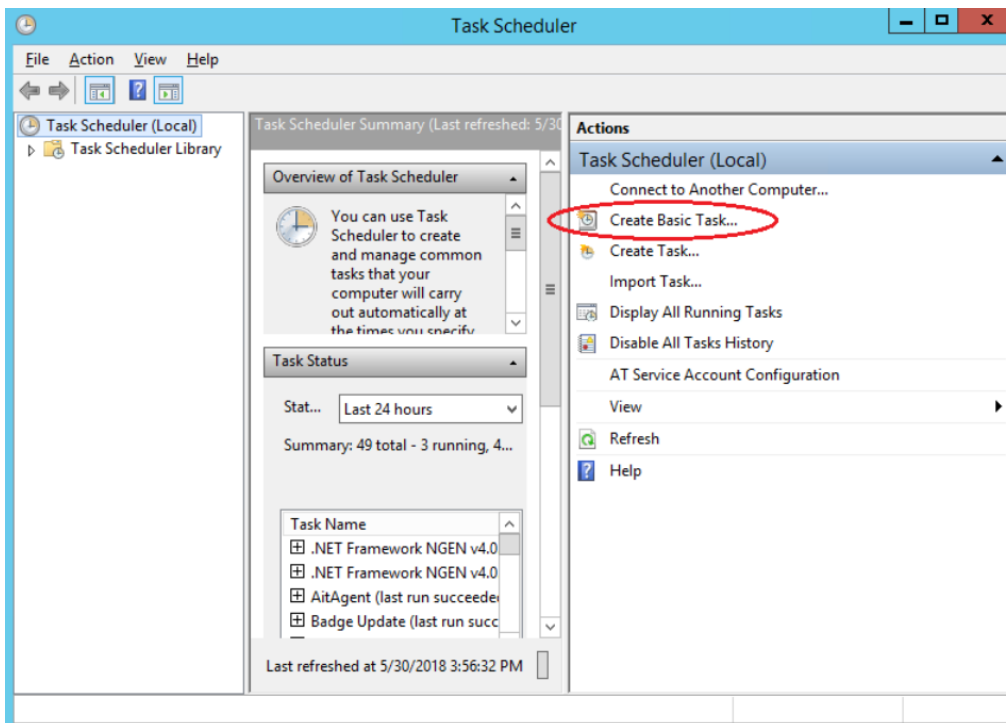 Task Scheduler
File Action View Help
Task Scheduler (Local)
Task Scheduler Library
Task Scheduler Summary (Last refreshed: 5/30
Overview of Task Scheduler
You can use Task
Scheduler to create
and manage common
tasks that your
computer will carry
out automatically at
the times you specify
Task Status
Stat...
Last 24 hours
Summary: 49 total - 3 running, 4...
Task Name
.NET Framework NGEN v4.0
.NET Framework NGEN v4.0
AitAgent (last run succeede
Badge Update (last run succ
Last refreshed at 5/30/2018 3:56:32 PM
Actions
Task Scheduler (Local)
Connect to Another Computer...
Create Basic Task...
Create Task...
Import Task...
Display All Running Tasks
Disable All Tasks History
AT Service Account Configuration
View
Refresh
Help